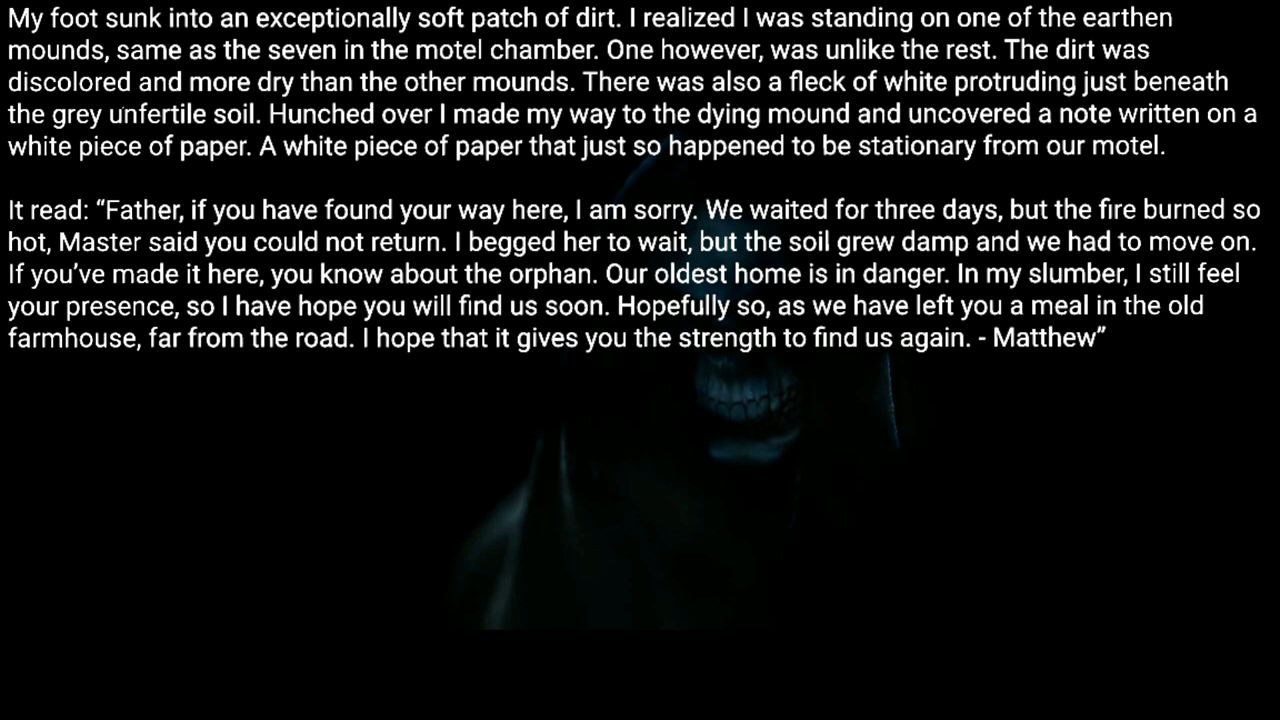 My foot sunk into an exceptionally soft patch of dirt. I realized I was standing on one of the earthen
mounds, same as the seven in the motel chamber. One however, was unlike the rest. The dirt was
discolored and more dry than the other mounds. There was also a fleck of white protruding just beneath
the grey unfertile soil. Hunched over I made my way to the dying mound and uncovered a note written on a
white piece of paper. A white piece of paper that just so happened to be stationary from our motel.
It read: “Father, if you have found your way here, I am sorry. We waited for three days, but the fire burned so
hot, Master said you could not return. I begged her to wait, but the soil grew damp and we had to move on.
If you’ve made it here, you know about the orphan. Our oldest home is in danger. In my slumber, I still feel
your presence, so I have hope you will find us soon. Hopefully so, as we have left you a meal in the old
farmhouse, far from the road. I hope that it gives you the strength to find us again. - Matthew”